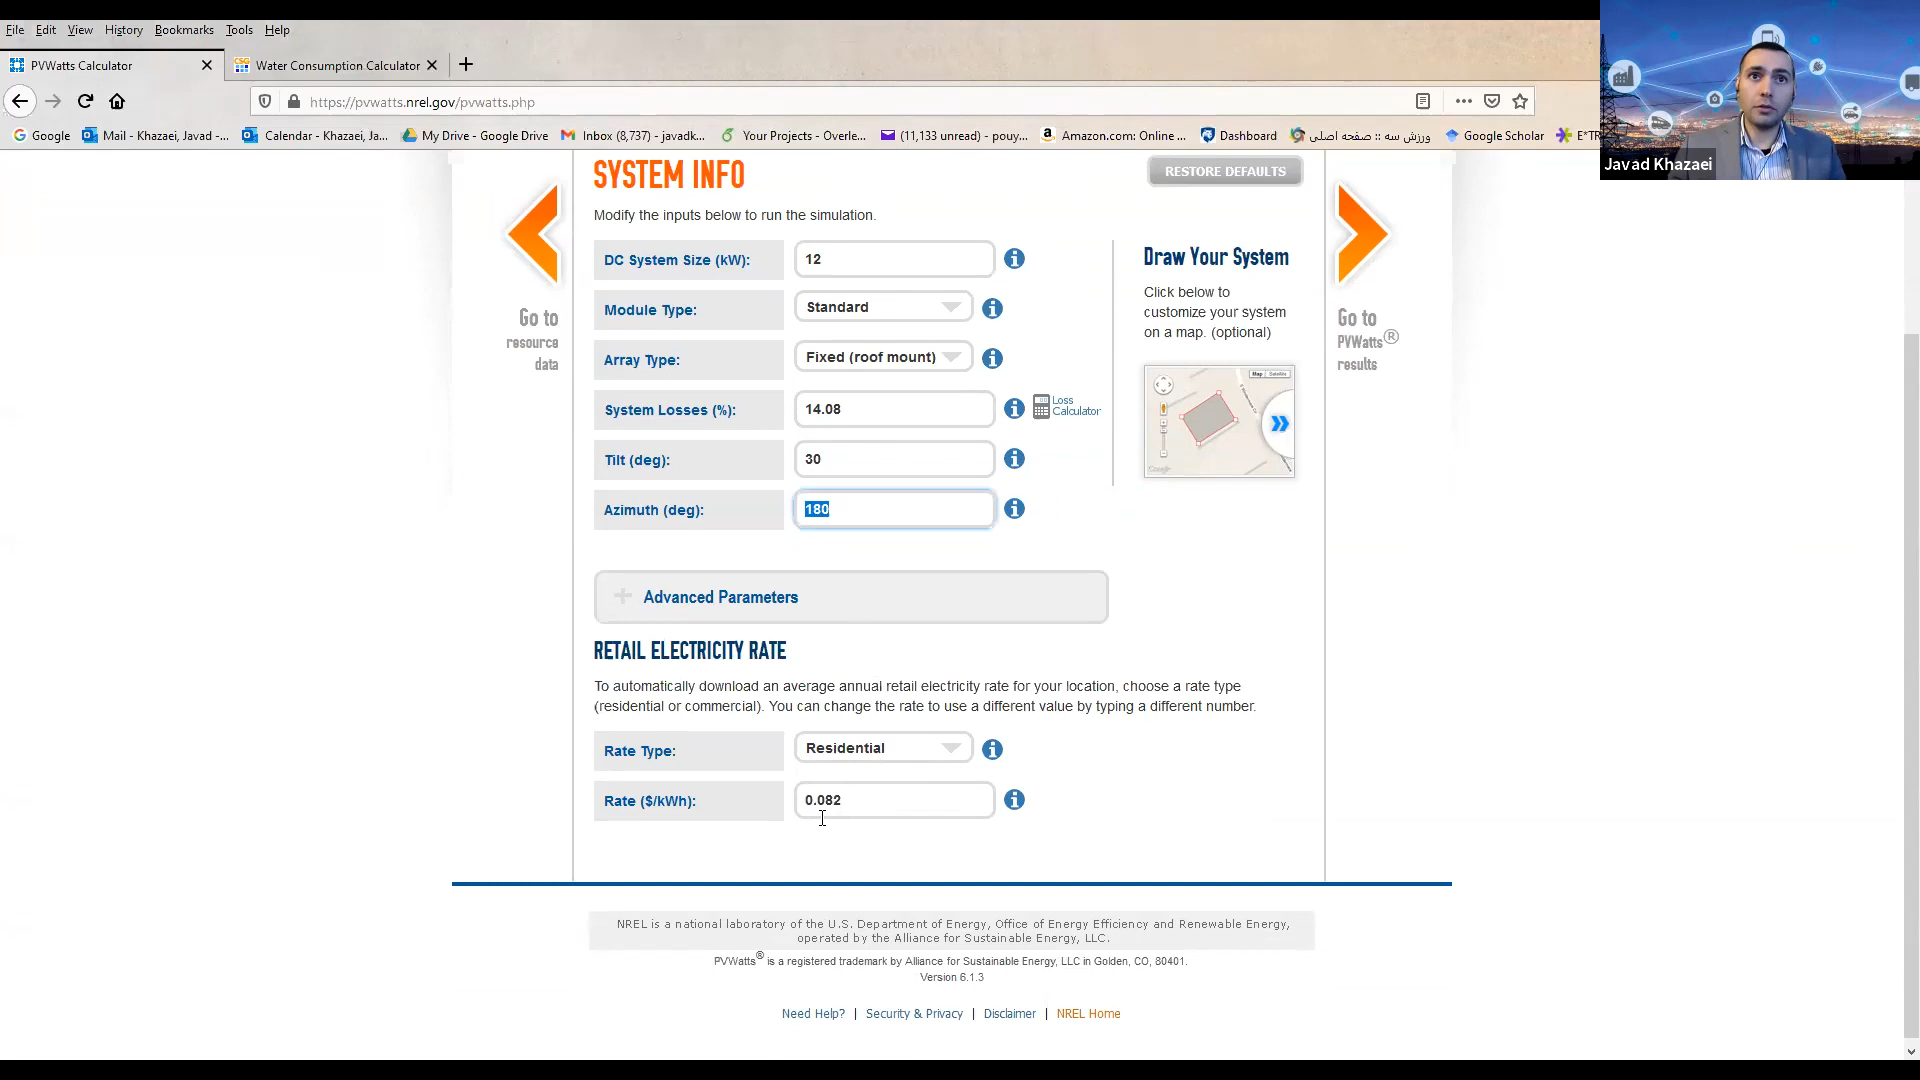 File Edit View History Bookmarks Tools Help
PVWatts Calculator
Water Consumption Calculator
https://pvwatts.nrel.gov/pvwatts.php
Google Mail - Khazaei, Javad -... Calendar - Khazaei, Ja... My Drive - Google Drive Inbox (8,737) - javadk... Your Projects - Overle... (11,133 unread) - pouy... Amazon.com: Online ... Dashboard ورزش سه :: صفحه اصلی Google Scholar E*TR
Javad Khazaei
SYSTEM INFO
RESTORE DEFAULTS
Modify the inputs below to run the simulation.
DC System Size (kW): 12
Module Type: Standard
Array Type: Fixed (roof mount)
System Losses (%): 14.08
Loss Calculator
Tilt (deg): 30
Azimuth (deg): 180
Draw Your System
Click below to
customize your system
on a map. (optional)
Map
Go to
resource
data
Go to
PVWatts®
results
+ Advanced Parameters
RETAIL ELECTRICITY RATE
To automatically download an average annual retail electricity rate for your location, choose a rate type
(residential or commercial). You can change the rate to use a different value by typing a different number.
Rate Type: Residential
Rate ($/kWh): 0.082
NREL is a national laboratory of the U.S. Department of Energy, Office of Energy Efficiency and Renewable Energy,
operated by the Alliance for Sustainable Energy, LLC.
PVWatts® is a registered trademark by Alliance for Sustainable Energy, LLC in Golden, CO, 80401.
Version 6.1.3
Need Help? | Security & Privacy | Disclaimer | NREL Home